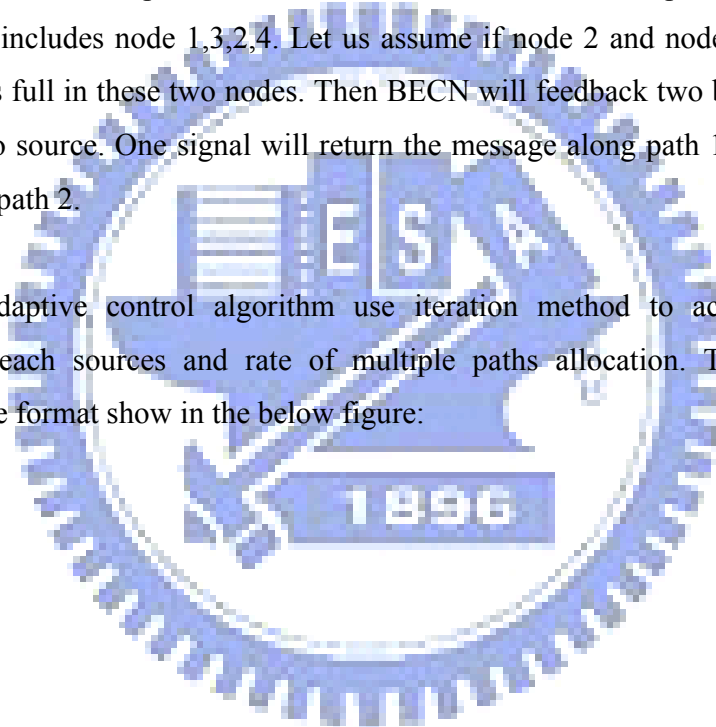 includes node 1,3,2,4. Let us assume if node 2 and node
s full in these two nodes. Then BECN will feedback two b
o source. One signal will return the message along path 1
path 2.
daptive control algorithm use iteration method to ac
each sources and rate of multiple paths allocation. T
e format show in the below figure:
E S A
1896